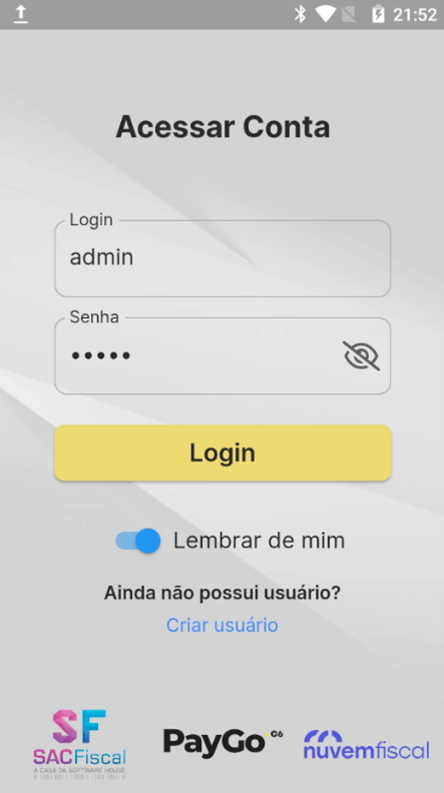 21:52
Acessar Conta
Login
admin
Senha
•••••
Login
Lembrar de mim
Ainda não possui usuário?
Criar usuário
SF
SACFiscal
A CASA DA SOFTWARE HOUSE
PayGo C6
nuvemfiscal